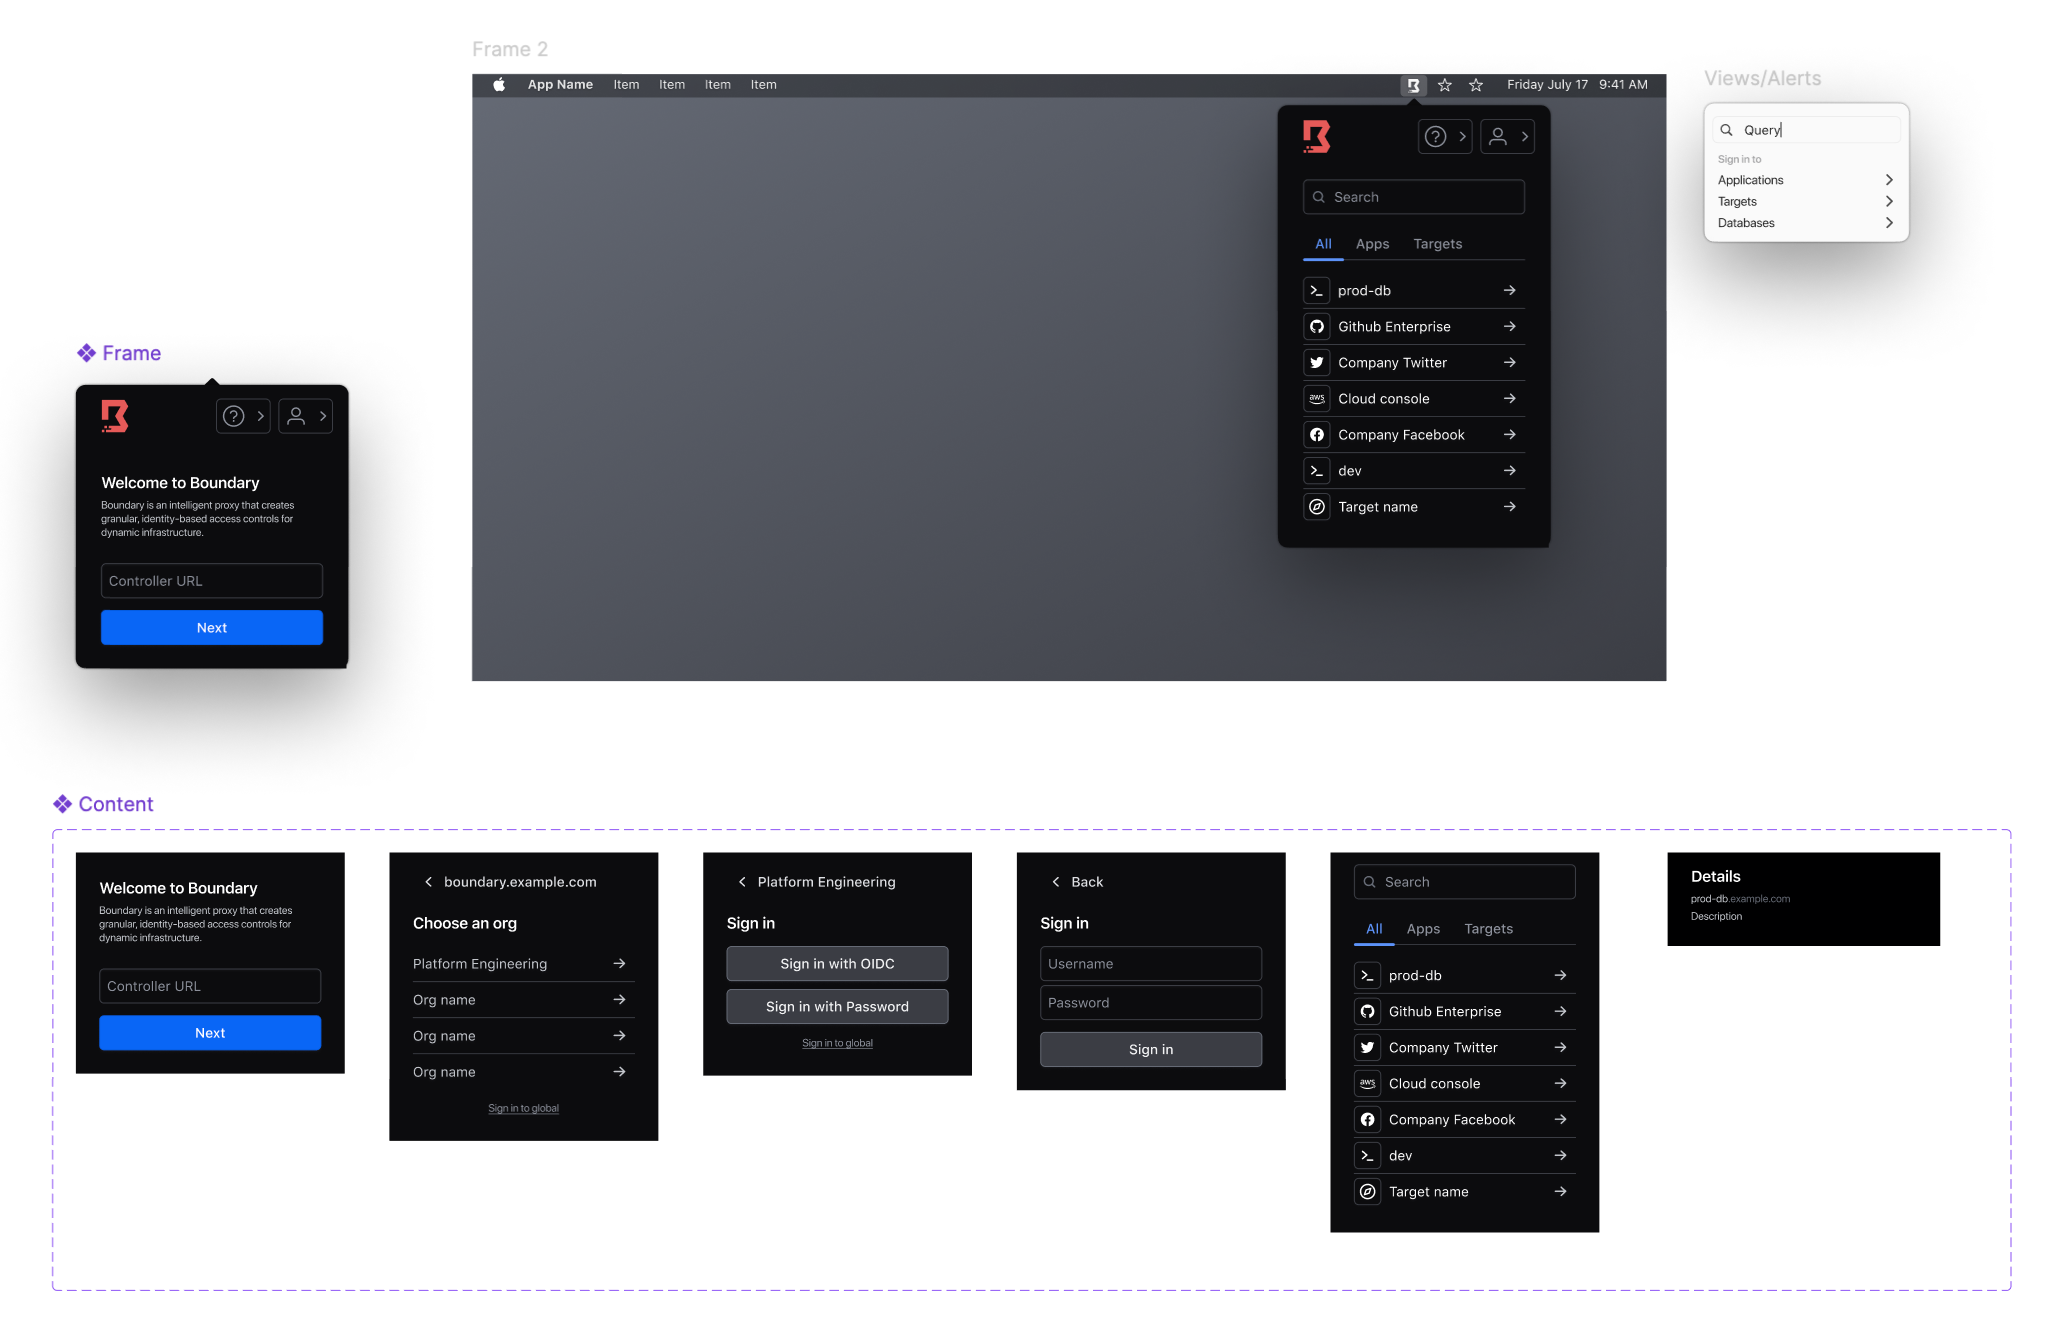 Frame 2
App Name Item Item Item Item
Friday July 17 9:41 AM
Search
All Apps Targets
prod-db
Github Enterprise
Company Twitter
aws Cloud console
Company Facebook
dev
Target name
Views/Alerts
Query
Sign in to
Applications
Targets
Databases
Frame
Welcome to Boundary
Boundary is an intelligent proxy that creates
granular, identity-based access controls for
dynamic infrastructure.
Controller URL
Next
Content
Welcome to Boundary
Boundary is an intelligent proxy that creates
granular, identity-based access controls for
dynamic infrastructure.
Controller URL
Next
boundary.example.com
Choose an org
Platform Engineering
Org name
Org name
Org name
Sign in to global
Platform Engineering
Sign in
Sign in with OIDC
Sign in with Password
Sign in to global
Back
Sign in
Username
Password
Sign in
Search
All Apps Targets
prod-db
Github Enterprise
Company Twitter
aws Cloud console
Company Facebook
dev
Target name
Details
prod-db.example.com
Description